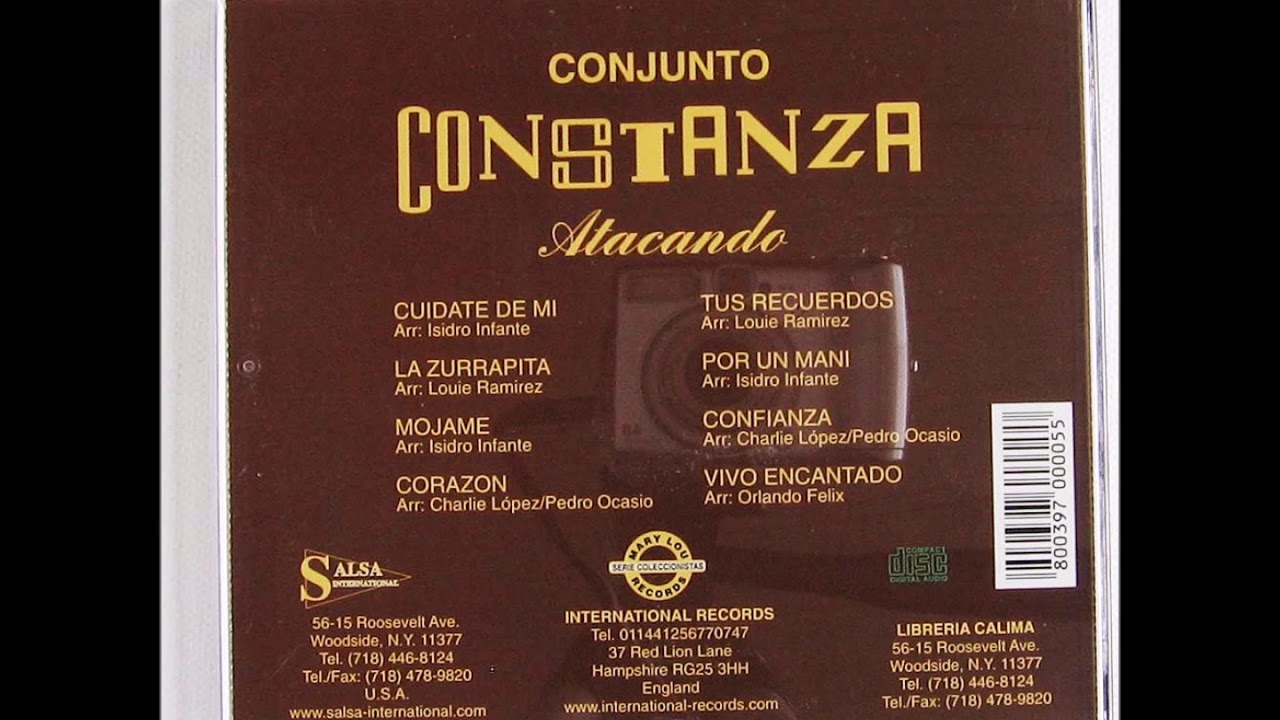 CONJUNTO
CONSTANZA
Atacando
CUIDATE DE MI
Arr: Isidro Infante
LA ZURRAPITA
Arr: Louie Ramirez
MOJAME
Arr: Isidro Infante
CORAZON
Arr: Charlie López/Pedro Ocasio
TUS RECUERDOS
Arr: Louie Ramirez
POR UN MANI
Arr: Isidro Infante
CONFIANZA
Arr: Charlie López/Pedro Ocasio
VIVO ENCANTADO
Arr: Orlando Felix
800397 000055
SALSA
INTERNATIONAL
56-15 Roosevelt Ave.
Woodside, N.Y. 11377
Tel. (718) 446-8124
Tel./Fax: (718) 478-9820
U.S.A.
www.salsa-international.com
MARY LOU
SERIE COLECCIONISTAS
RECORDS
INTERNATIONAL RECORDS
Tel. 011441256770747
37 Red Lion Lane
Hampshire RG25 3HH
England
www.international-records.com
COMPACT
disc
DIGITAL AUDIO
LIBRERIA CALIMA
56-15 Roosevelt Ave.
Woodside, N.Y. 11377
Tel. (718) 446-8124
Tel./Fax: (718) 478-9820